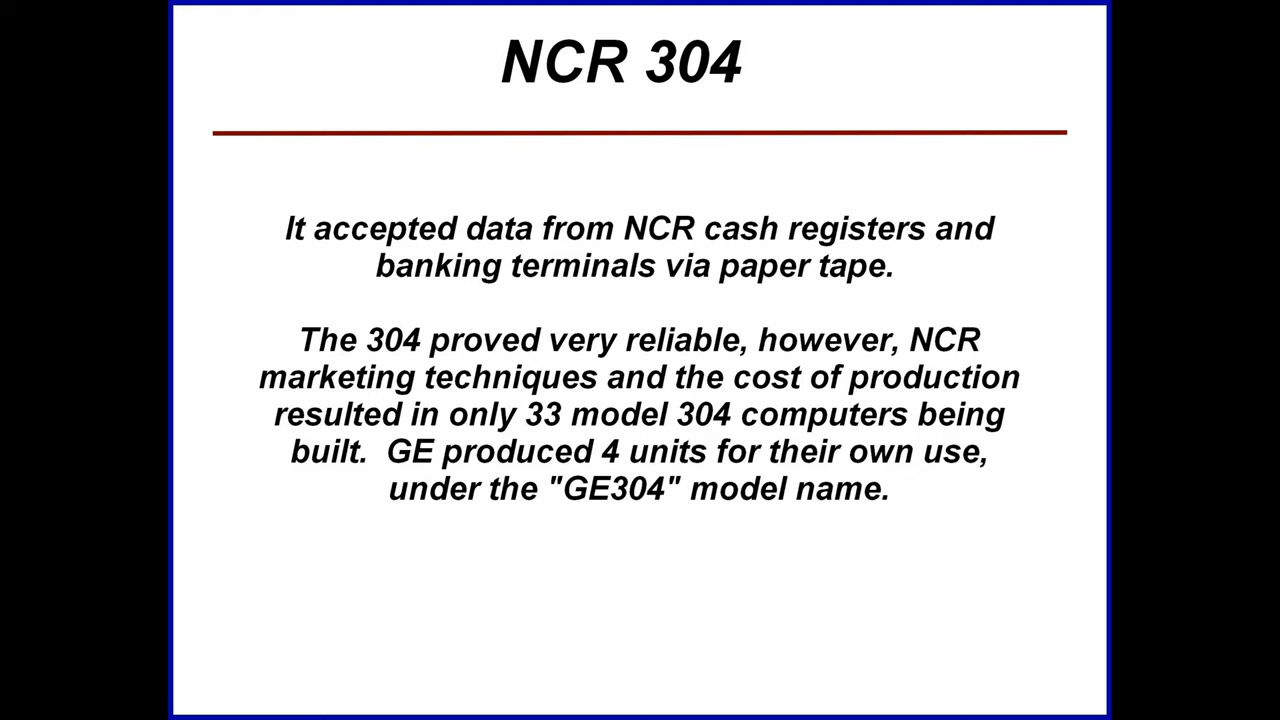 NCR 304
It accepted data from NCR cash registers and
banking terminals via paper tape.
The 304 proved very reliable, however, NCR
marketing techniques and the cost of production
resulted in only 33 model 304 computers being
built.  GE produced 4 units for their own use,
under the "GE304" model name.